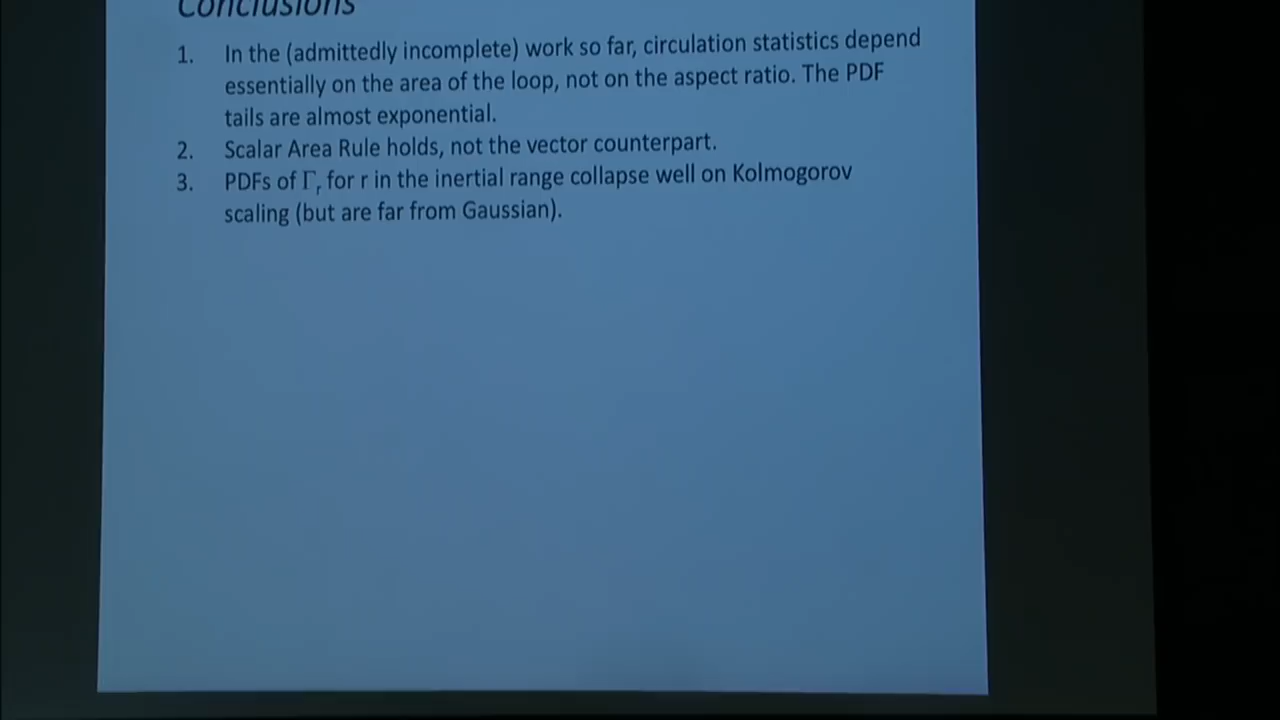 Conclusions
1. In the (admittedly incomplete) work so far, circulation statistics depend
essentially on the area of the loop, not on the aspect ratio. The PDF
tails are almost exponential.
2. Scalar Area Rule holds, not the vector counterpart.
3. PDFs of Γr for r in the inertial range collapse well on Kolmogorov
scaling (but are far from Gaussian).